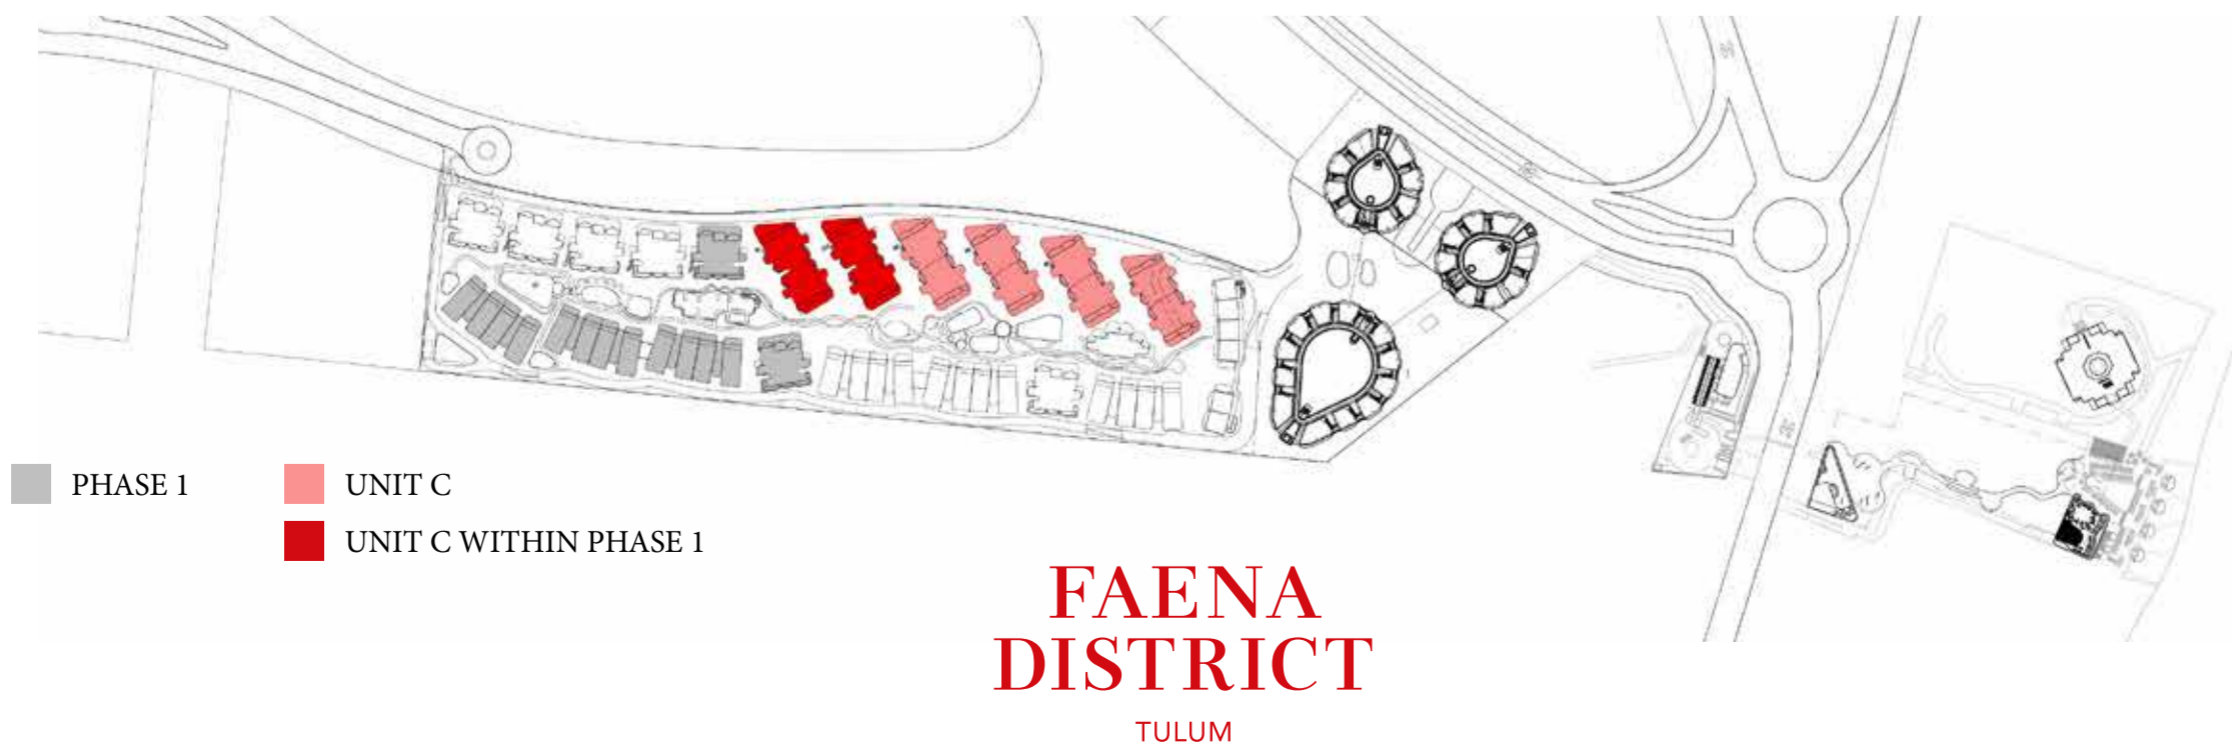 PHASE 1
UNIT C
UNIT C WITHIN PHASE 1
FAENA
DISTRICT
TULUM